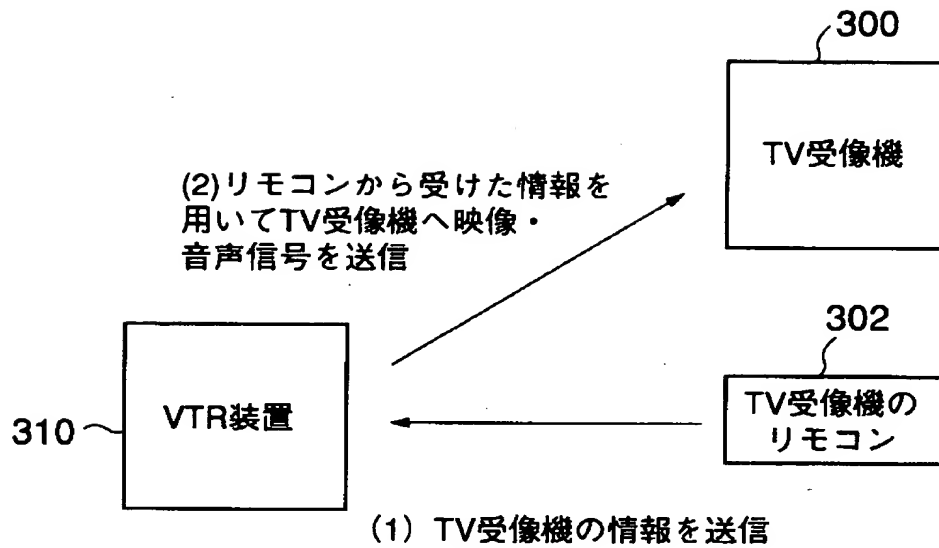 300
TV受像機
(2)リモコンから受けた情報を
用いてTV受像機へ映像・
音声信号を送信
302
TV受像機の
リモコン
310
VTR装置
(1) TV受像機の情報を送信